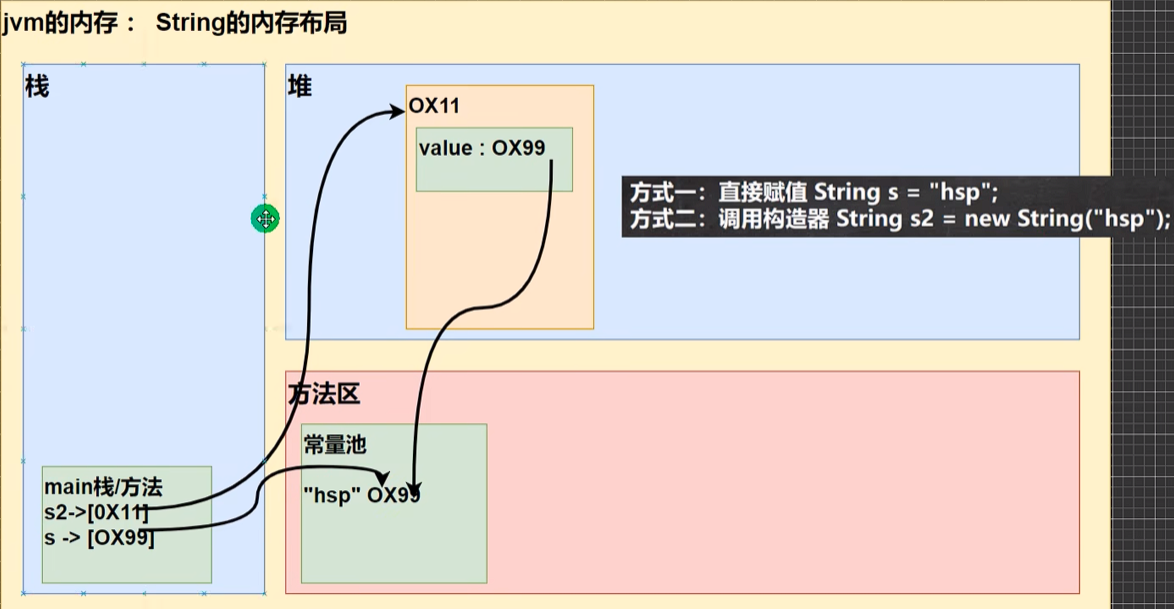 jvm的内存： String的内存布局
栈
堆
OX11
value : OX99
方式一：直接赋值 String s = "hsp";
方式二：调用构造器 String s2 = new String("hsp");
方法区
常量池
"hsp" OX99
main栈/方法
s2->[0X11]
s -> [OX99]